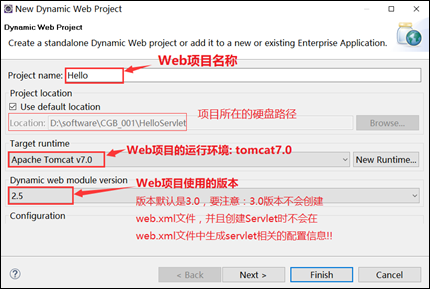 New Dynamic Web Project
Dynamic Web Project
Create a standalone Dynamic Web project or add it to a new or existing Enterprise Application.
Web项目名称
Project name: Hello
Project location
Use default location
项目所在的硬盘路径
Location: D:\software\CGB_001\HelloServlet Browse...
Target runtime
Web项目的运行环境: tomcat7.0
Apache Tomcat v7.0 New Runtime...
Dynamic web module version
Web项目使用的版本
2.5
版本默认是3.0，要注意：3.0版本不会创建
web.xml文件，并且创建Servlet时不会在
web.xml文件中生成servlet相关的配置信息!!
Configuration
? < Back Next > Finish Cancel